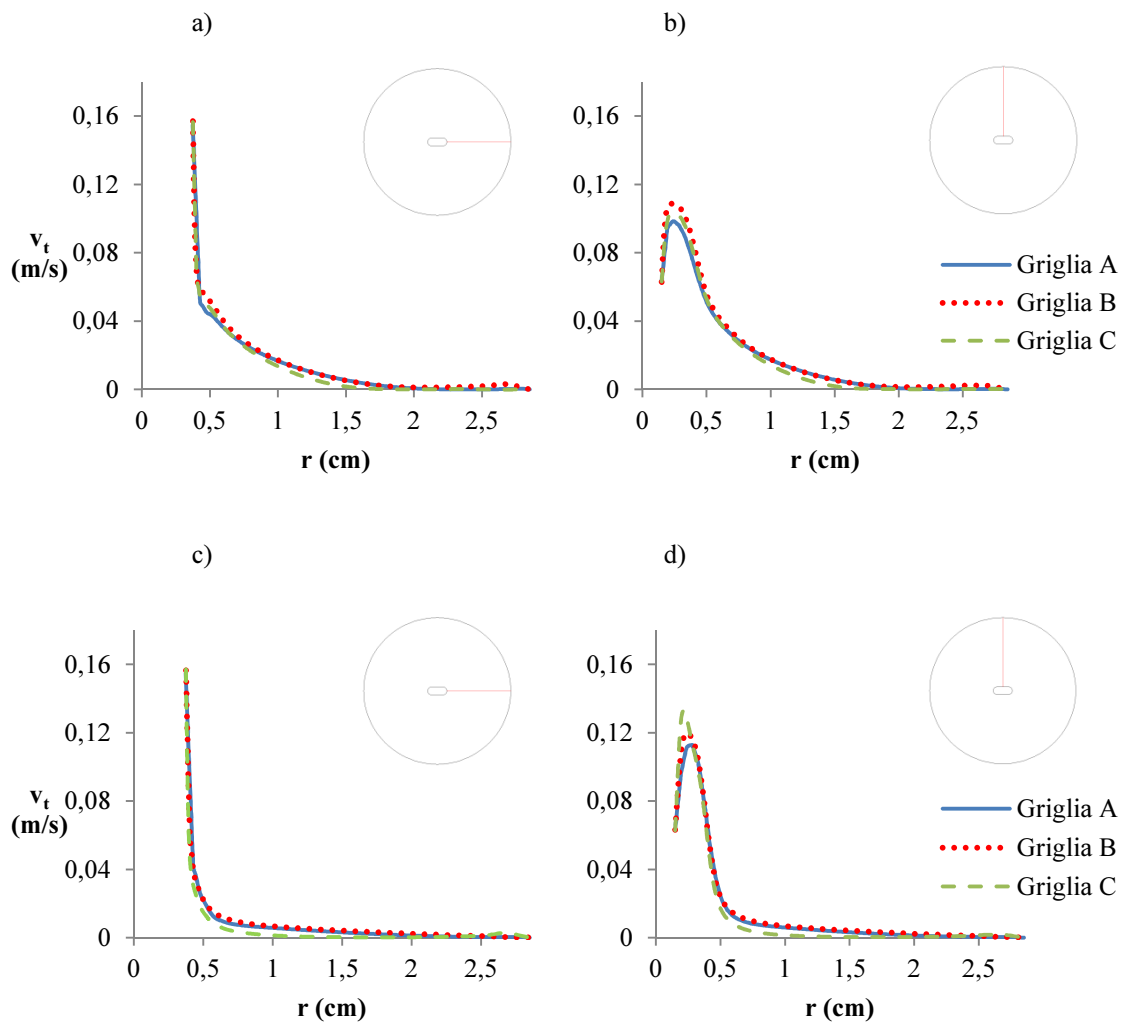 a)
0,16
0,12
0,08
0,04
0
v_t
(m/s)
0 0,5 1 1,5 2 2,5
r (cm)
b)
0,16
0,12
0,08
0,04
0
0 0,5 1 1,5 2 2,5
r (cm)
Griglia A
Griglia B
Griglia C
c)
0,16
0,12
0,08
0,04
0
v_t
(m/s)
0 0,5 1 1,5 2 2,5
r (cm)
d)
0,16
0,12
0,08
0,04
0
0 0,5 1 1,5 2 2,5
r (cm)
Griglia A
Griglia B
Griglia C